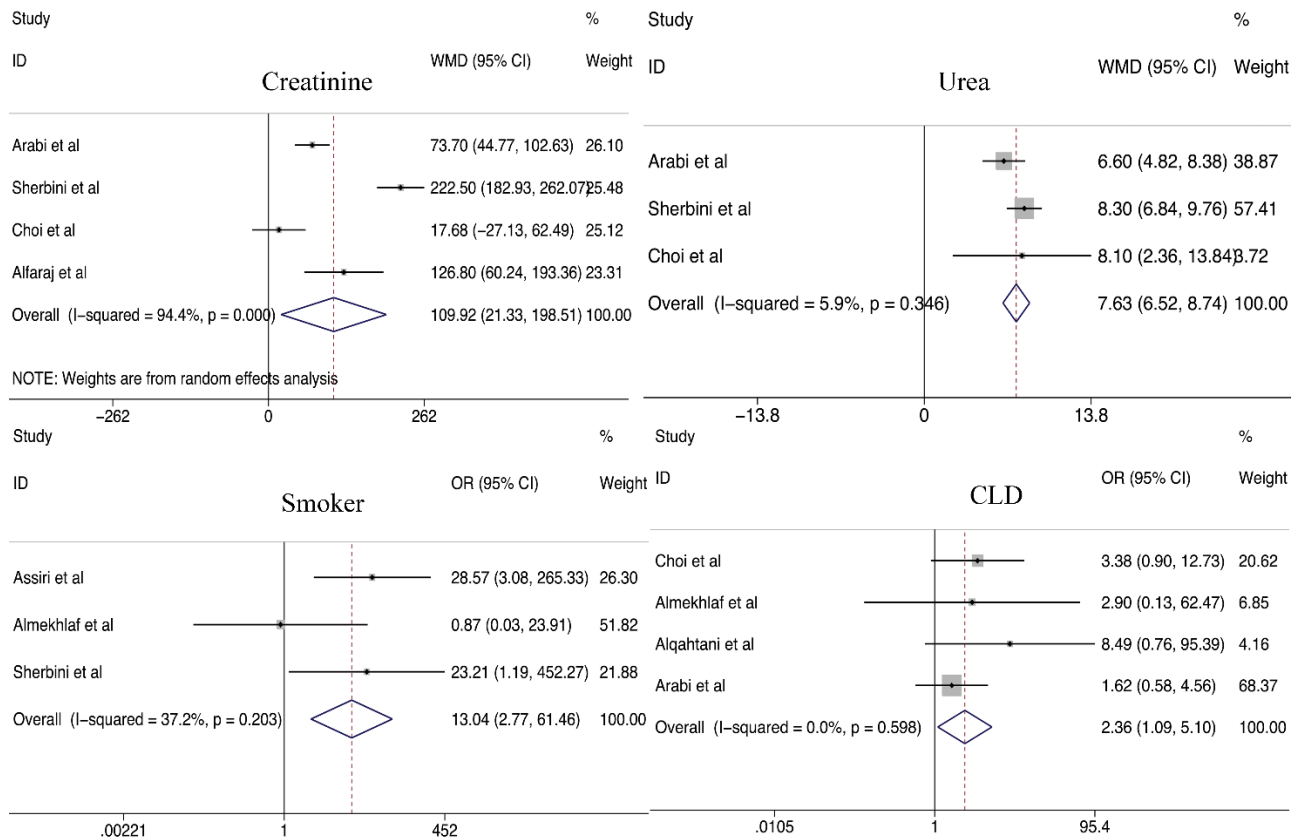 Study %
ID WMD (95% CI) Weight
Creatinine
Arabi et al 73.70 (44.77, 102.63) 26.10
Sherbini et al 222.50 (182.93, 262.07) 25.48
Choi et al 17.68 (−27.13, 62.49) 25.12
Alfaraj et al 126.80 (60.24, 193.36) 23.31
Overall (I−squared = 94.4%, p = 0.000) 109.92 (21.33, 198.51) 100.00
NOTE: Weights are from random effects analysis
−262 0 262
Study %
ID WMD (95% CI) Weight
Urea
Arabi et al 6.60 (4.82, 8.38) 38.87
Sherbini et al 8.30 (6.84, 9.76) 57.41
Choi et al 8.10 (2.36, 13.84) 3.72
Overall (I−squared = 5.9%, p = 0.346) 7.63 (6.52, 8.74) 100.00
−13.8 0 13.8
Study %
ID OR (95% CI) Weight
Smoker
Assiri et al 28.57 (3.08, 265.33) 26.30
Almekhlaf et al 0.87 (0.03, 23.91) 51.82
Sherbini et al 23.21 (1.19, 452.27) 21.88
Overall (I−squared = 37.2%, p = 0.203) 13.04 (2.77, 61.46) 100.00
.00221 1 452
Study %
ID OR (95% CI) Weight
CLD
Choi et al 3.38 (0.90, 12.73) 20.62
Almekhlaf et al 2.90 (0.13, 62.47) 6.85
Alqahtani et al 8.49 (0.76, 95.39) 4.16
Arabi et al 1.62 (0.58, 4.56) 68.37
Overall (I−squared = 0.0%, p = 0.598) 2.36 (1.09, 5.10) 100.00
.0105 1 95.4